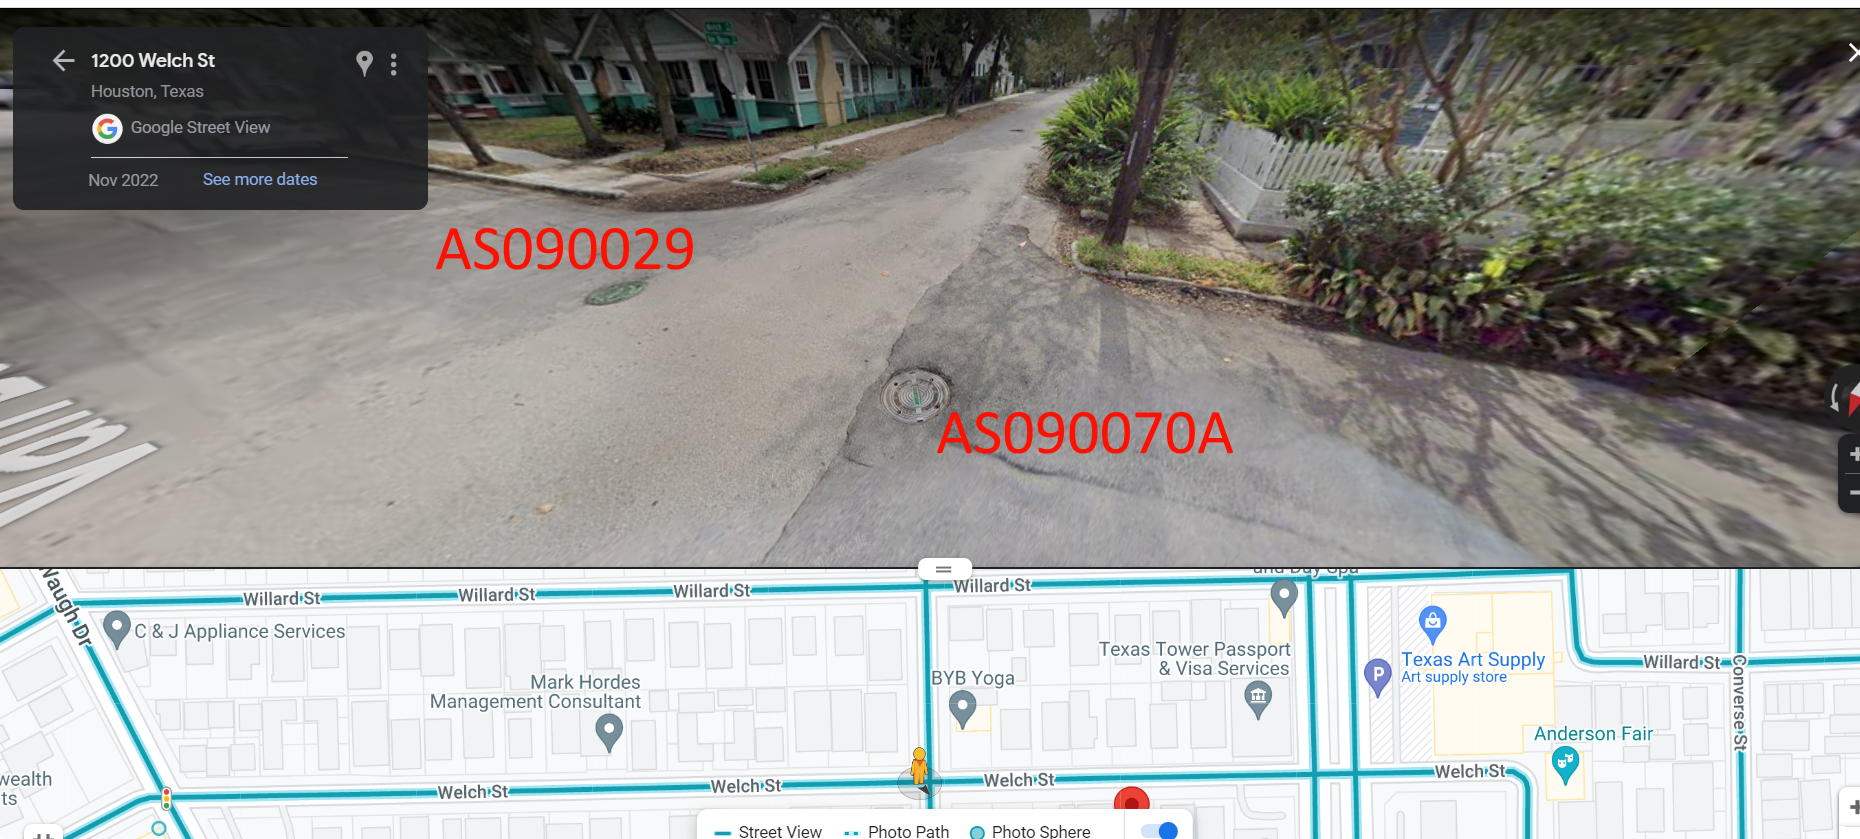 1200 Welch St
Houston, Texas
Google Street View
Nov 2022
See more dates
AS090029
AS090070A
Willard St
Willard St
Willard St
Willard St
and Day Spa
Waugh Dr
C & J Appliance Services
Texas Tower Passport
& Visa Services
BYB Yoga
Mark Hordes
Management Consultant
P
Texas Art Supply
Art supply store
Willard St
Converse St
Anderson Fair
wealth
ts
Welch St
Welch St
Welch St
Welch St
Street View
Photo Path
Photo Sphere